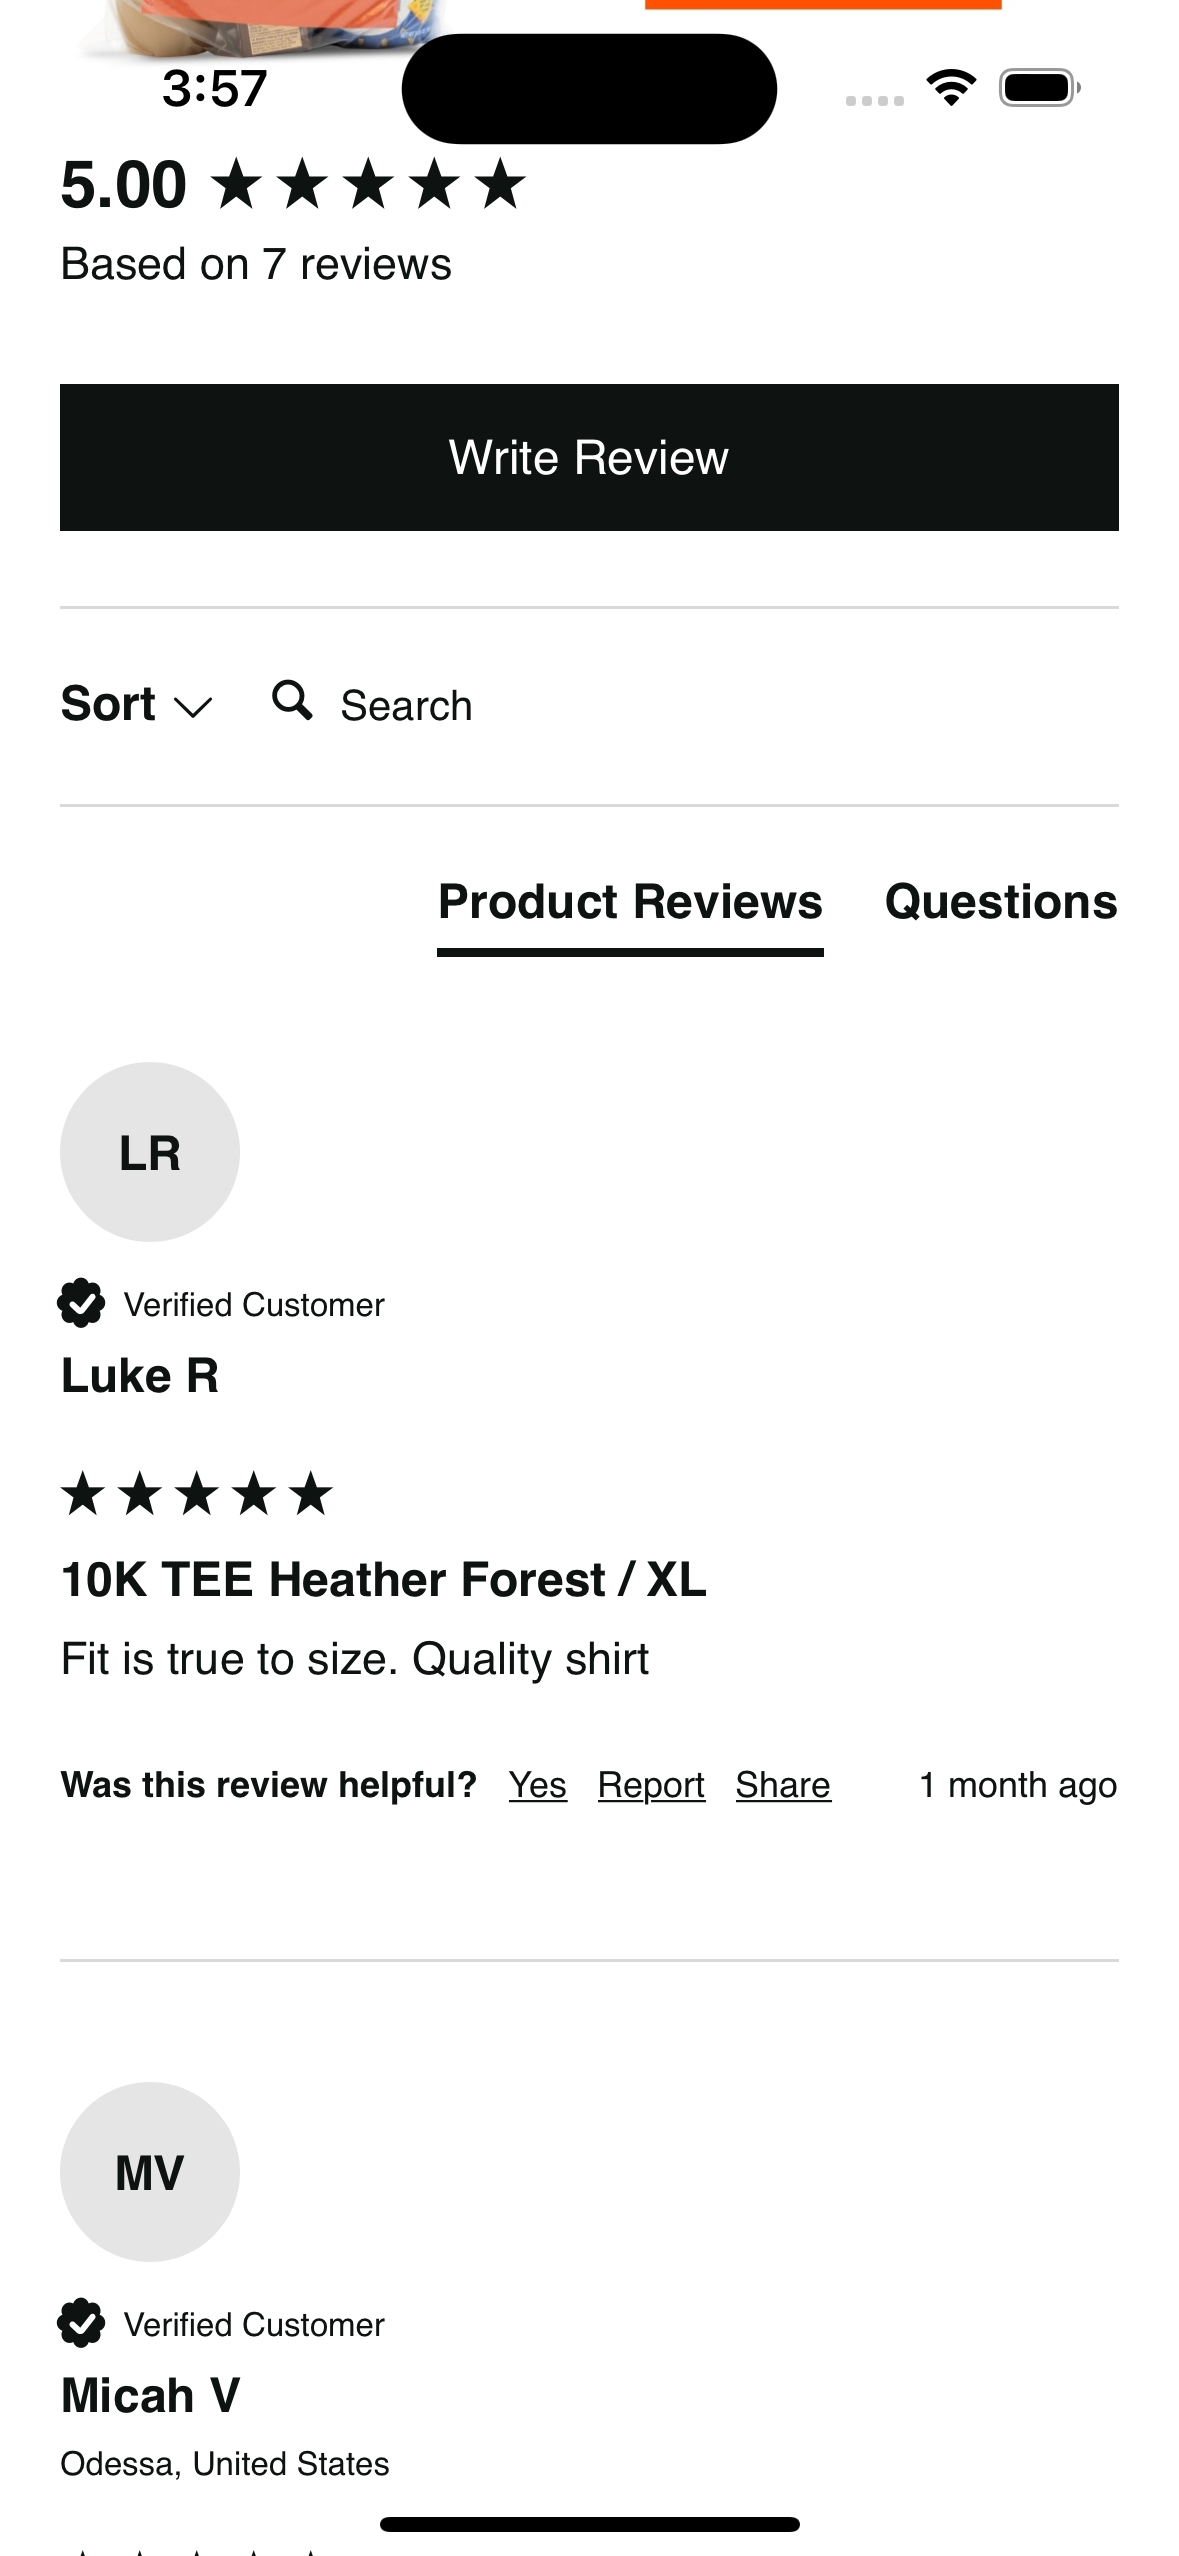 3:57
5.00 ★★★★★
Based on 7 reviews
Write Review
Sort
Search
Product Reviews Questions
LR
Verified Customer
Luke R
★★★★★
10K TEE Heather Forest / XL
Fit is true to size. Quality shirt
Was this review helpful? Yes Report Share 1 month ago
MV
Verified Customer
Micah V
Odessa, United States